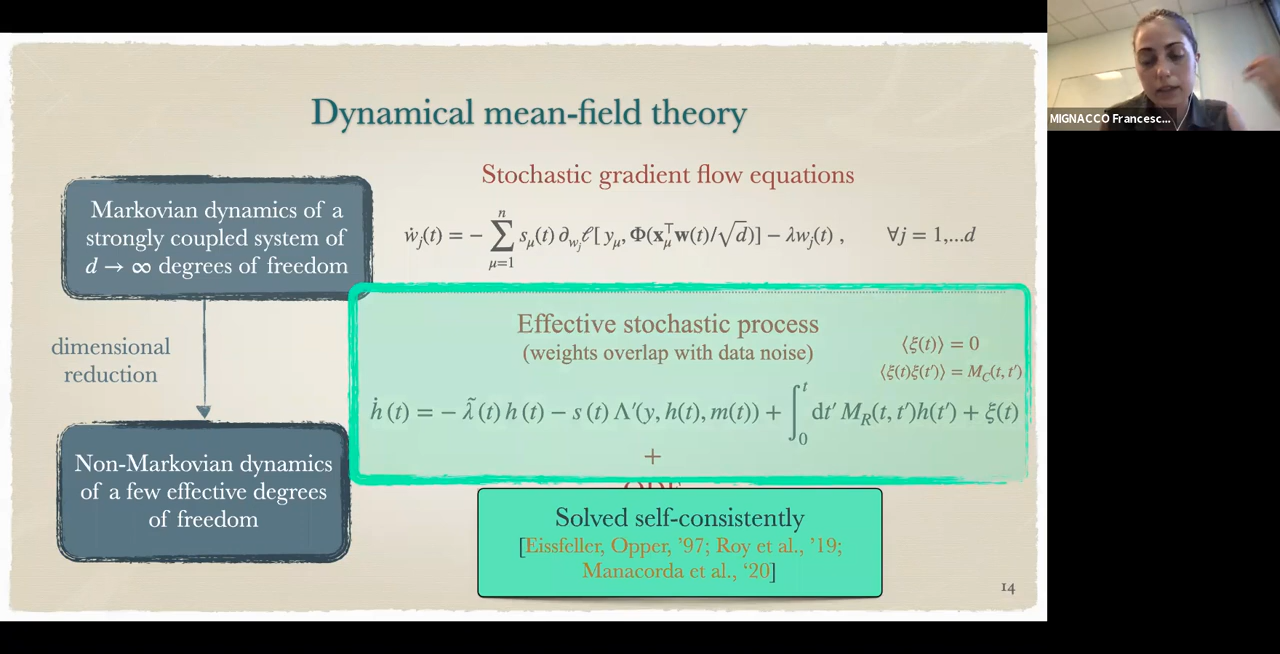 Dynamical mean-field theory
Markovian dynamics of a
strongly coupled system of
d → ∞ degrees of freedom
dimensional
reduction
Non-Markovian dynamics
of a few effective degrees
of freedom
Stochastic gradient flow equations
ẇ_j(t) = − ∑_{μ=1}^{n} s_μ(t) ∂_{w_j} ℓ[ y_μ, Φ(x_μ^⊤ w(t)/√d)] − λw_j(t) , ∀j = 1,...d
Effective stochastic process
(weights overlap with data noise)
⟨ξ(t)⟩ = 0
⟨ξ(t)ξ(t′)⟩ = M_C(t, t′)
ḣ (t) = − λ̃ (t) h (t) − s (t) Λ′(y, h(t), m(t)) + ∫_0^t dt′ M_R(t, t′)h(t′) + ξ(t)
+
Solved self-consistently
[Eissfeller, Opper, ’97; Roy et al., ’19;
Manacorda et al., ‘20]
14
MIGNACCO Francesc...